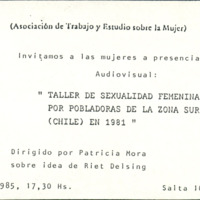 (Asociación de Trabajo y Estudio sobre la Mujer)
Invitamos a las mujeres a presencia
Audiovisual:
" TALLER DE SEXUALIDAD FEMENINA
POR POBLADORAS DE LA ZONA SUR
(CHILE) EN 1981 "
Dirigido por Patricia Mora
sobre idea de Riet Delsing
985, 17,30 Hs.
Salta 1